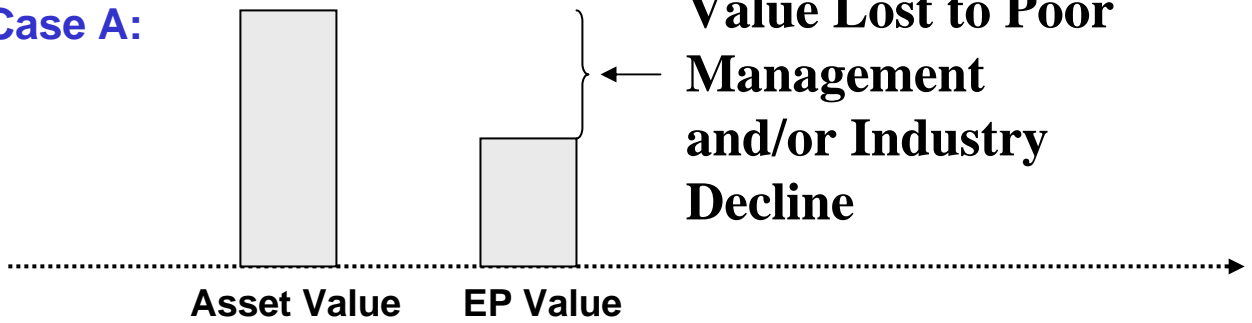 Case A:
Value Lost to Poor
Management
and/or Industry
Decline
Asset Value
EP Value